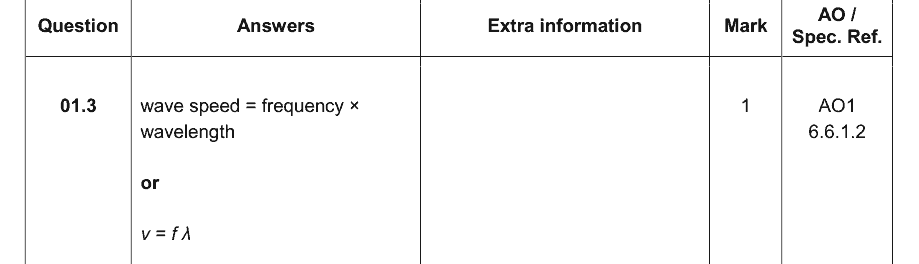 Question Answers Extra information Mark AO /
Spec. Ref.
01.3 wave speed = frequency × 1 AO1
wavelength 6.6.1.2
or
v = f λ